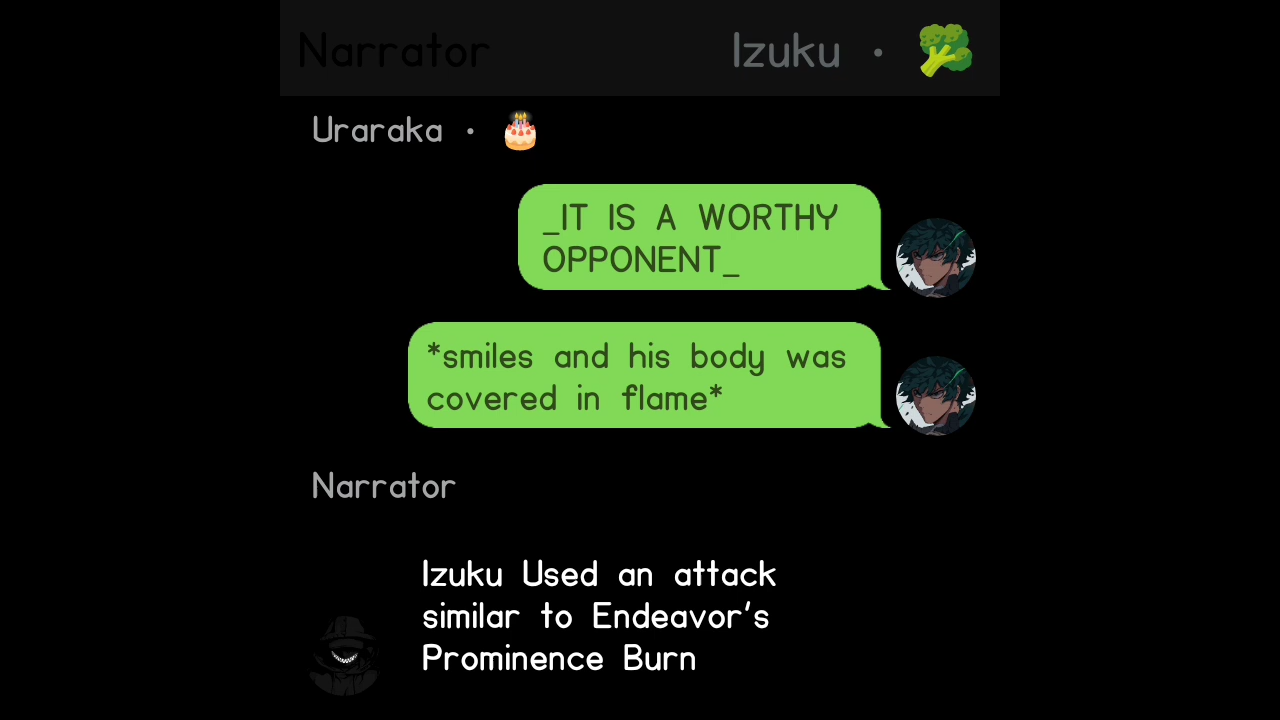 Narrator
Izuku • 🥦
Uraraka • 🎂
_IT IS A WORTHY
OPPONENT_
*smiles and his body was
covered in flame*
Narrator
Izuku Used an attack
similar to Endeavor's
Prominence Burn